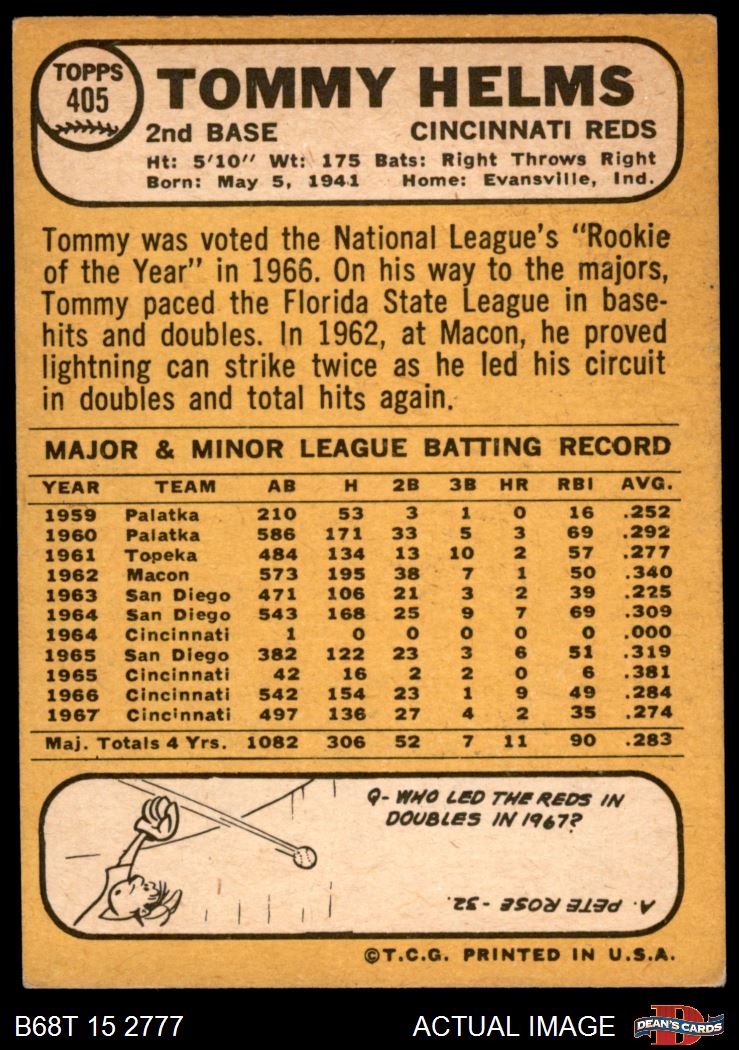 TOPPS
405
TOMMY HELMS
2nd BASE CINCINNATI REDS
Ht: 5'10" Wt: 175 Bats: Right Throws Right
Born: May 5, 1941 Home: Evansville, Ind.
Tommy was voted the National League's "Rookie
of the Year" in 1966. On his way to the majors,
Tommy paced the Florida State League in base-
hits and doubles. In 1962, at Macon, he proved
lightning can strike twice as he led his circuit
in doubles and total hits again.
MAJOR & MINOR LEAGUE BATTING RECORD
YEAR TEAM AB H 2B 3B HR RBI AVG.
1959 Palatka 210 53 3 1 0 16 .252
1960 Palatka 586 171 33 5 3 69 .292
1961 Topeka 484 134 13 10 2 57 .277
1962 Macon 573 195 38 7 1 50 .340
1963 San Diego 471 106 21 3 2 39 .225
1964 San Diego 543 168 25 9 7 69 .309
1964 Cincinnati 1 0 0 0 0 0 .000
1965 San Diego 382 122 23 3 6 51 .319
1965 Cincinnati 42 16 2 2 0 6 .381
1966 Cincinnati 542 154 23 1 9 49 .284
1967 Cincinnati 497 136 27 4 2 35 .274
Maj. Totals 4 Yrs. 1082 306 52 7 11 90 .283
Q- WHO LED THE REDS IN
DOUBLES IN 1967?
A. PETE ROSE - 32.
©T.C.G. PRINTED IN U.S.A.
B68T 15 2777 ACTUAL IMAGE D DEAN'S CARDS